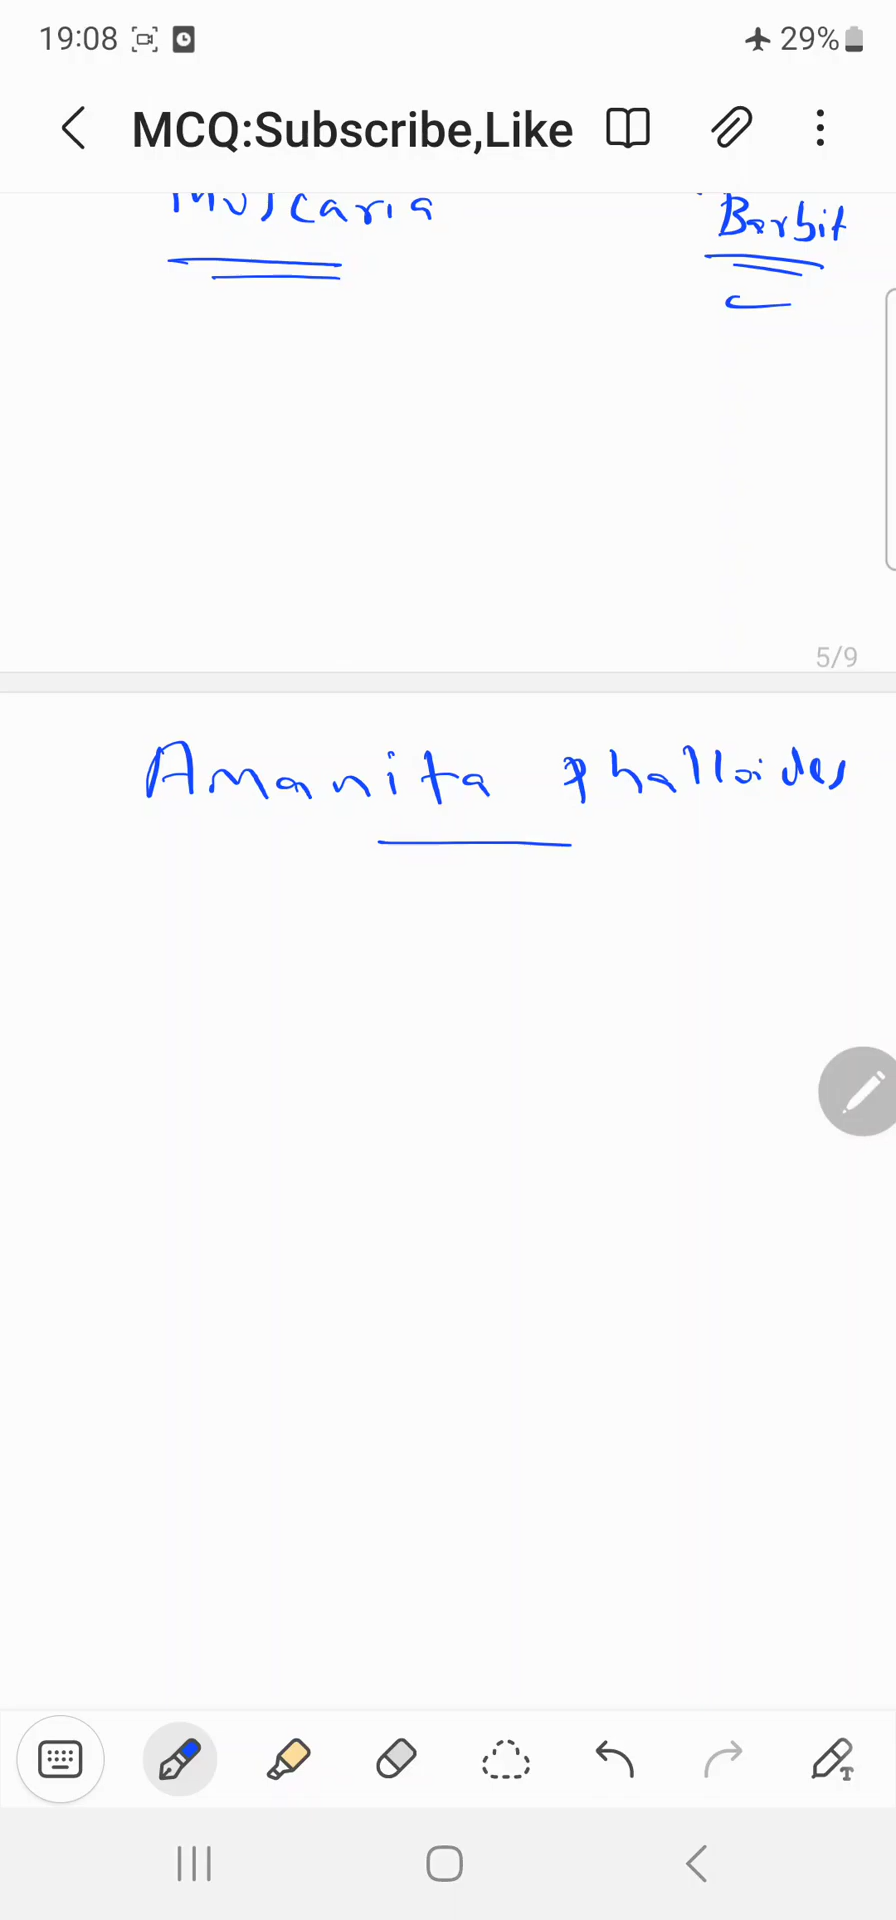 19:08 29%
MCQ:Subscribe,Like
Muscaria Barbit
5/9
Amanita phalloides
T